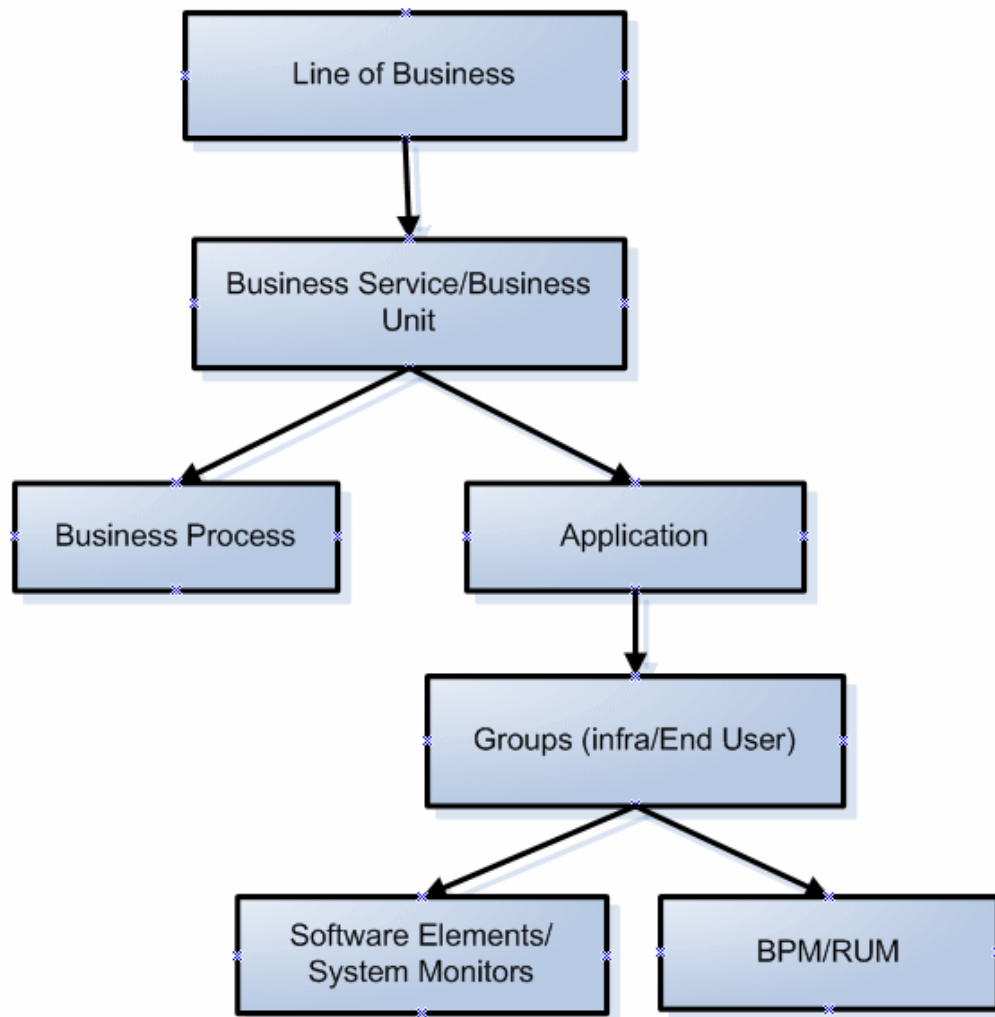 Line of Business
Business Service/Business
Unit
Business Process
Application
Groups (infra/End User)
Software Elements/
System Monitors
BPM/RUM